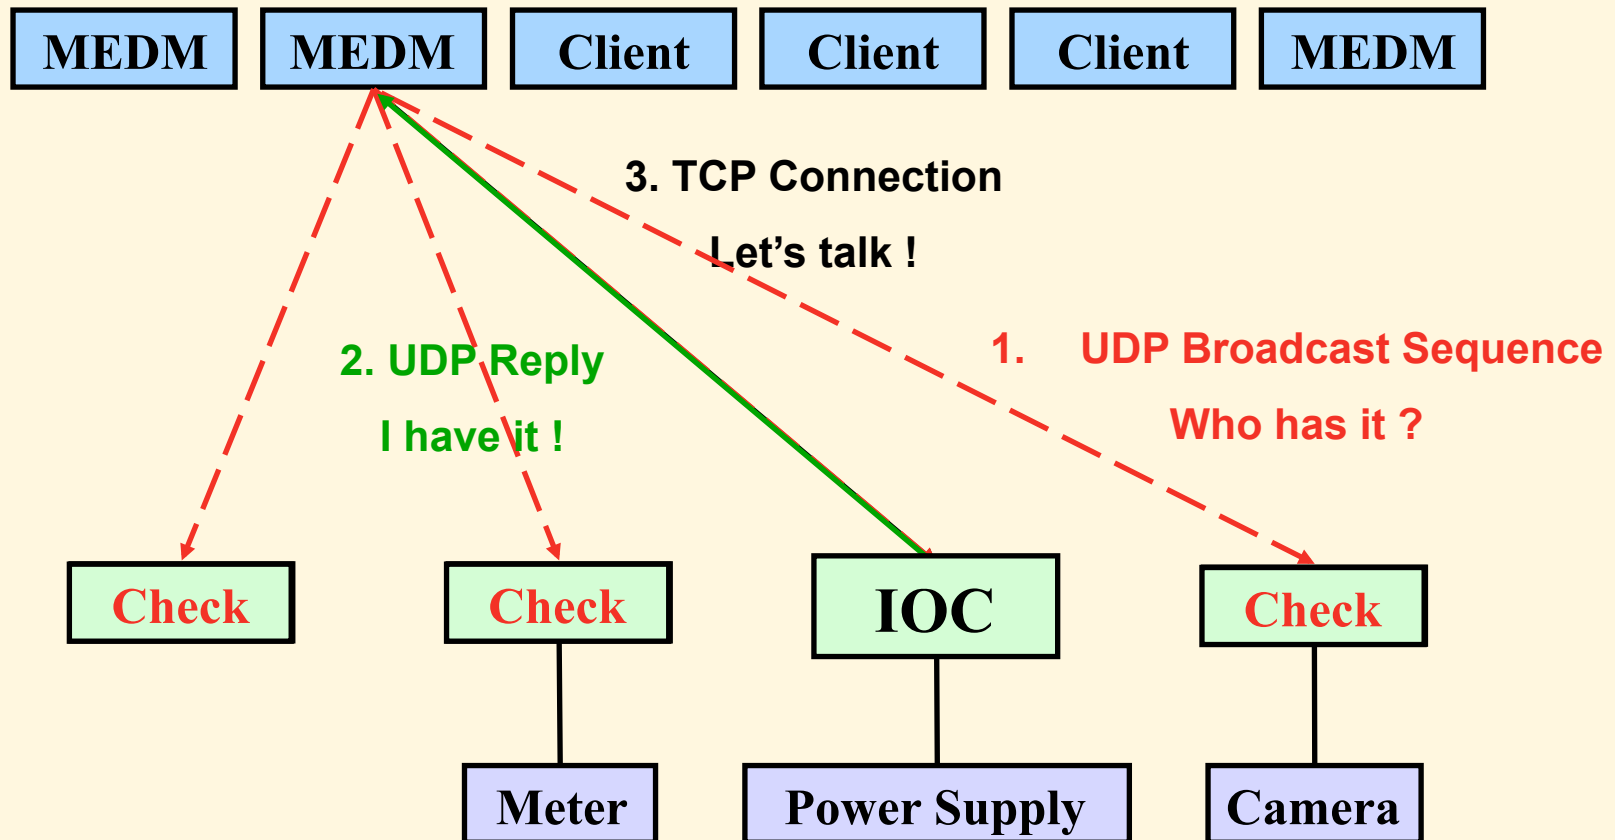 MEDM MEDM Client Client Client MEDM
3. TCP Connection
Let’s talk !
1. UDP Broadcast Sequence
Who has it ?
2. UDP Reply
I have it !
Check Check IOC Check
Meter Power Supply Camera